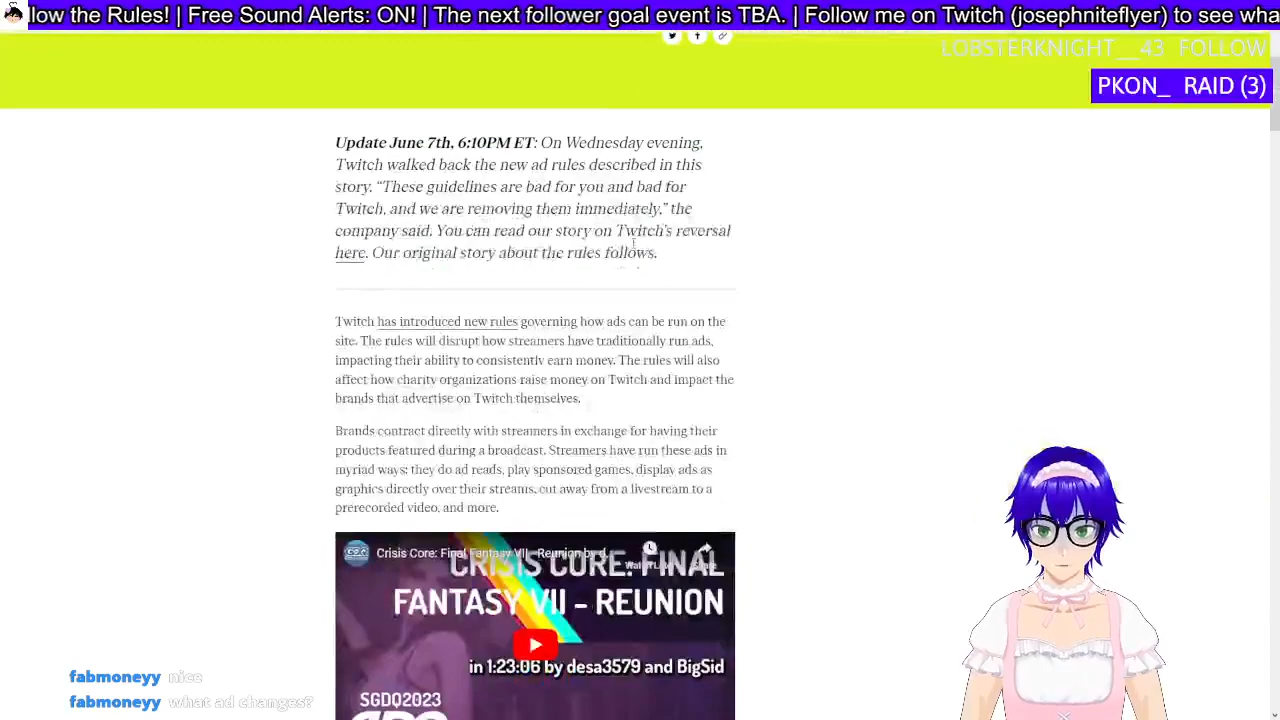 llow the Rules! | Free Sound Alerts: ON! | The next follower goal event is TBA. | Follow me on Twitch (josephniteflyer) to see wha
LOBSTERKNIGHT__43 FOLLOW
PKON_ RAID (3)
Update June 7th, 6:10PM ET: On Wednesday evening,
Twitch walked back the new ad rules described in this
story. “These guidelines are bad for you and bad for
Twitch, and we are removing them immediately,” the
company said. You can read our story on Twitch’s reversal
here. Our original story about the rules follows.
Twitch has introduced new rules governing how ads can be run on the
site. The rules will disrupt how streamers have traditionally run ads,
impacting their ability to consistently earn money. The rules will also
affect how charity organizations raise money on Twitch and impact the
brands that advertise on Twitch themselves.
Brands contract directly with streamers in exchange for having their
products featured during a broadcast. Streamers have run these ads in
myriad ways: they do ad reads, play sponsored games, display ads as
graphics directly over their streams, cut away from a livestream to a
prerecorded video, and more.
Crisis Core: Final Fantasy VII - Reunion by d...
CRISIS CORE: FINAL
FANTASY VII - REUNION
in 1:23:06 by desa3579 and BigSid
SGDQ2023
fabmoneyy nice
fabmoneyy what ad changes?